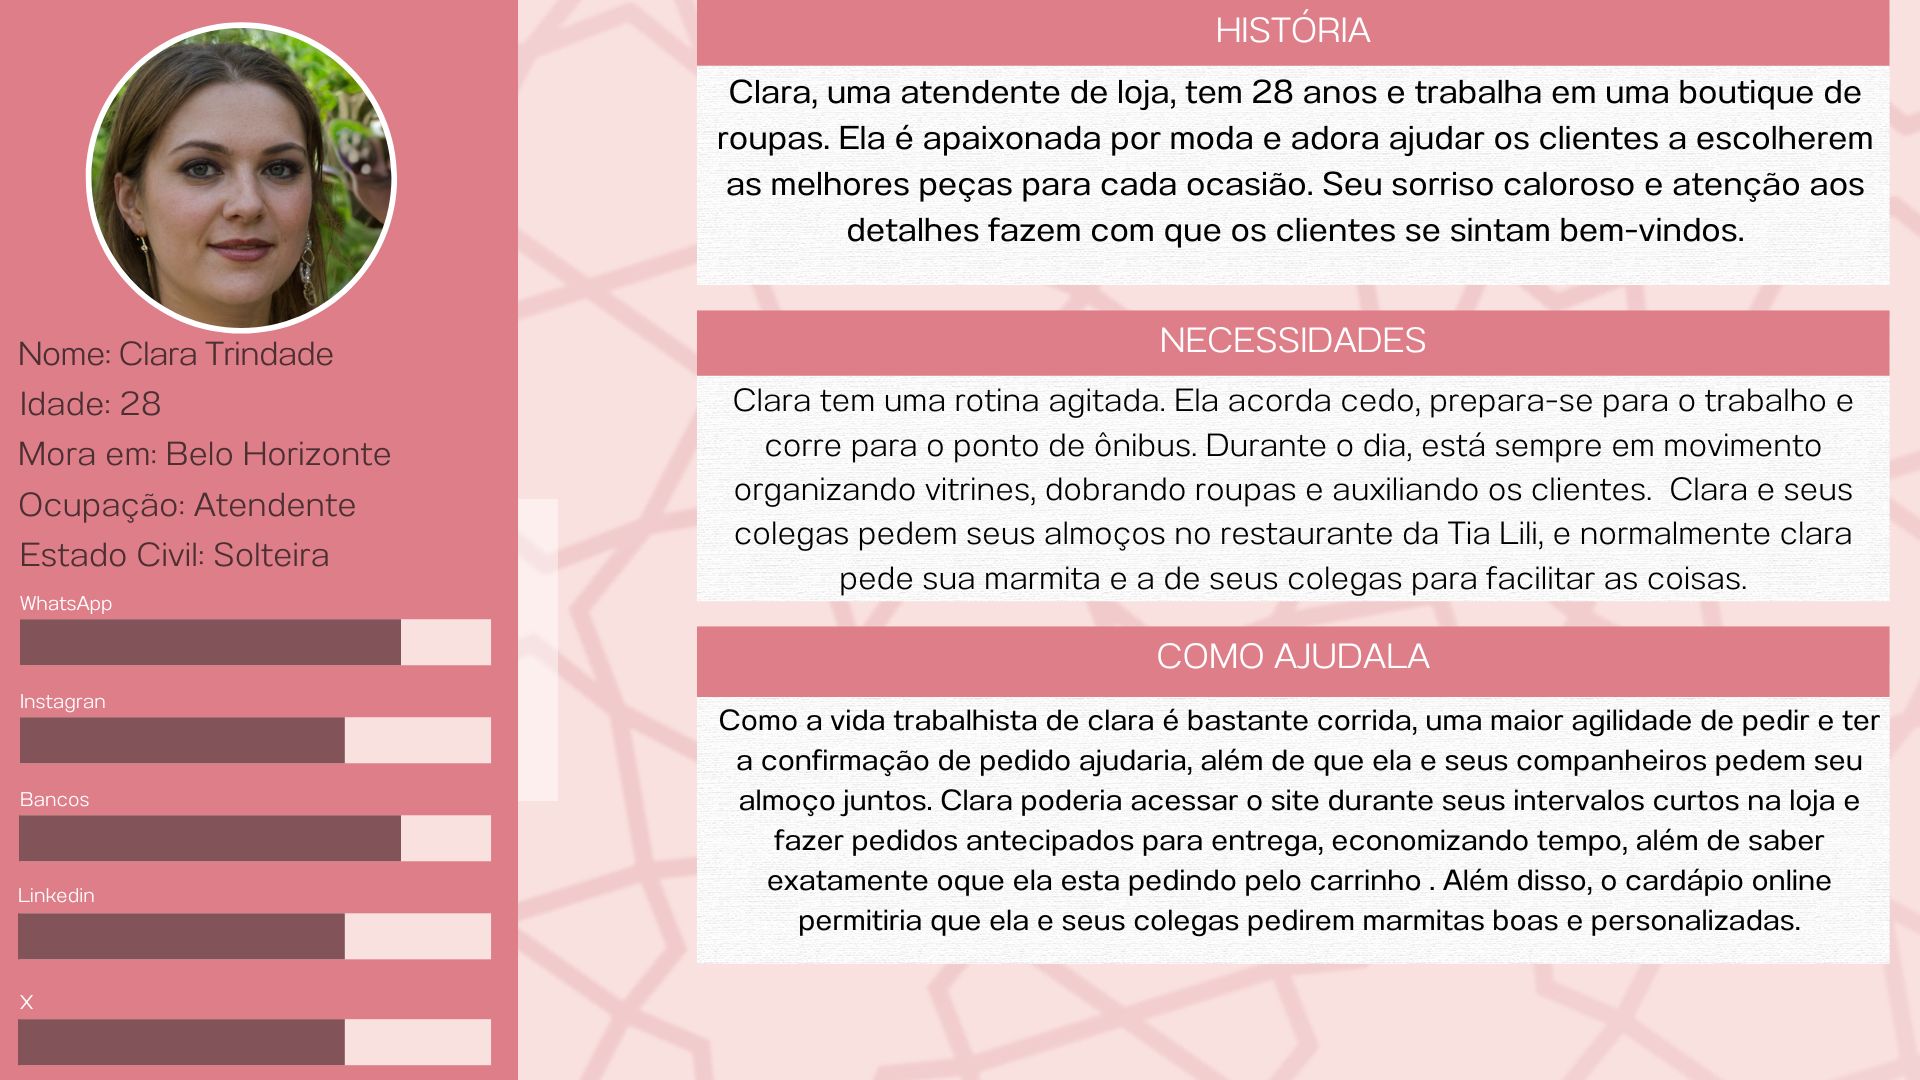 Nome: Clara Trindade
Idade: 28
Mora em: Belo Horizonte
Ocupação: Atendente
Estado Civil: Solteira
WhatsApp
Instagran
Bancos
Linkedin
X
HISTÓRIA
Clara, uma atendente de loja, tem 28 anos e trabalha em uma boutique de
roupas. Ela é apaixonada por moda e adora ajudar os clientes a escolherem
as melhores peças para cada ocasião. Seu sorriso caloroso e atenção aos
detalhes fazem com que os clientes se sintam bem-vindos.
NECESSIDADES
Clara tem uma rotina agitada. Ela acorda cedo, prepara-se para o trabalho e
corre para o ponto de ônibus. Durante o dia, está sempre em movimento
organizando vitrines, dobrando roupas e auxiliando os clientes.  Clara e seus
colegas pedem seus almoços no restaurante da Tia Lili, e normalmente clara
pede sua marmita e a de seus colegas para facilitar as coisas.
COMO AJUDALA
Como a vida trabalhista de clara é bastante corrida, uma maior agilidade de pedir e ter
a confirmação de pedido ajudaria, além de que ela e seus companheiros pedem seu
almoço juntos. Clara poderia acessar o site durante seus intervalos curtos na loja e
fazer pedidos antecipados para entrega, economizando tempo, além de saber
exatamente oque ela esta pedindo pelo carrinho . Além disso, o cardápio online
permitiria que ela e seus colegas pedirem marmitas boas e personalizadas.